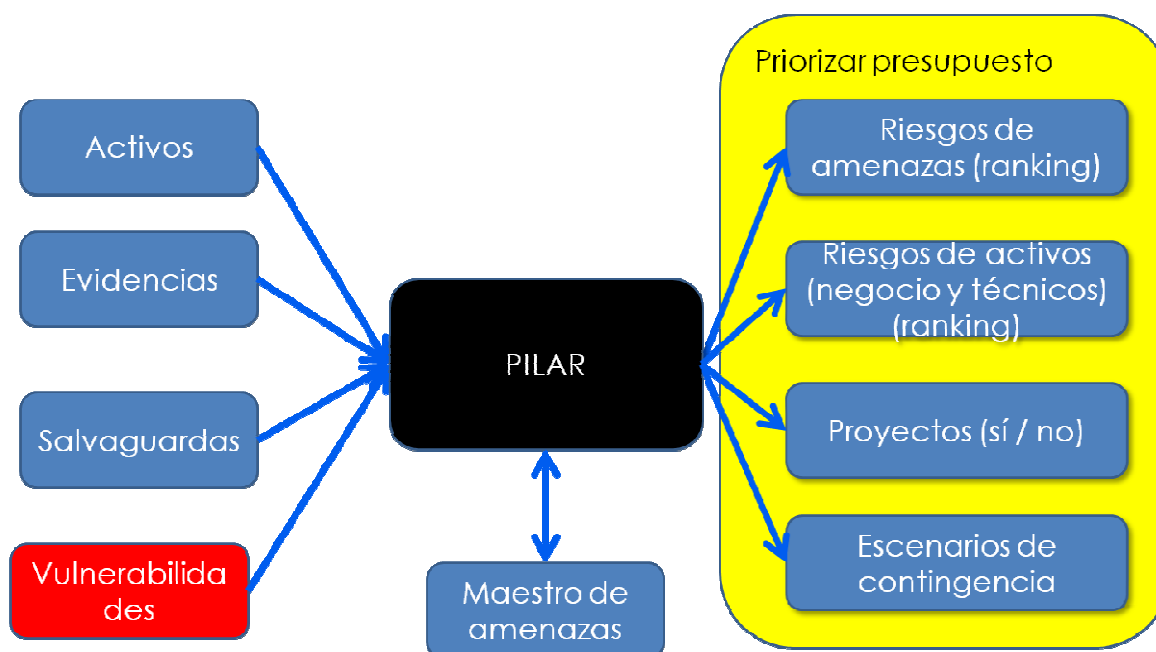 Priorizar presupuesto
Activos
Evidencias
Salvaguardas
Vulnerabilida
des
PILAR
Maestro de
amenazas
Riesgos de
amenazas (ranking)
Riesgos de activos
(negocio y técnicos)
(ranking)
Proyectos (sí / no)
Escenarios de
contingencia